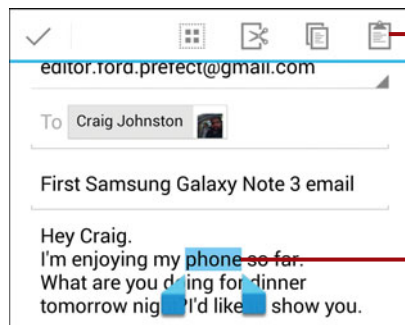 editor.ford.prefect@gmail.com
To Craig Johnston
First Samsung Galaxy Note 3 email
Hey Craig.
I'm enjoying my phone so far.
What are you doing for dinner
tomorrow I'd like show you.